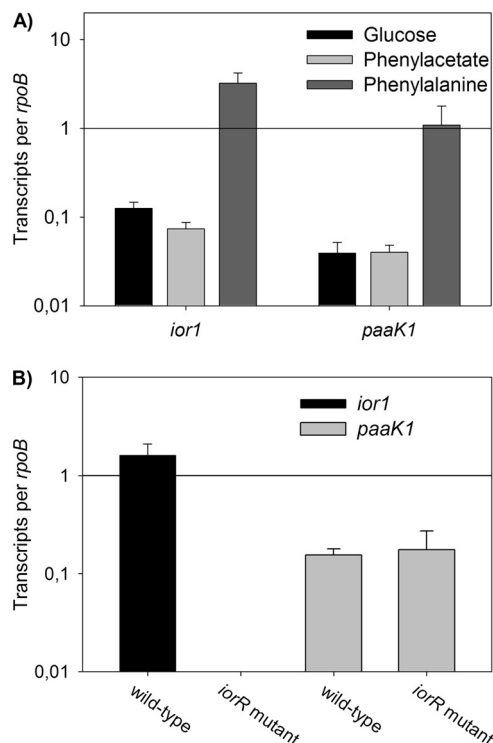 A)
Transcripts per rpoB
10
1
0,1
0,01
Glucose
Phenylacetate
Phenylalanine
ior1
paaK1
B)
Transcripts per rpoB
10
1
0,1
0,01
ior1
paaK1
wild-type
iorR mutant
wild-type
iorR mutant